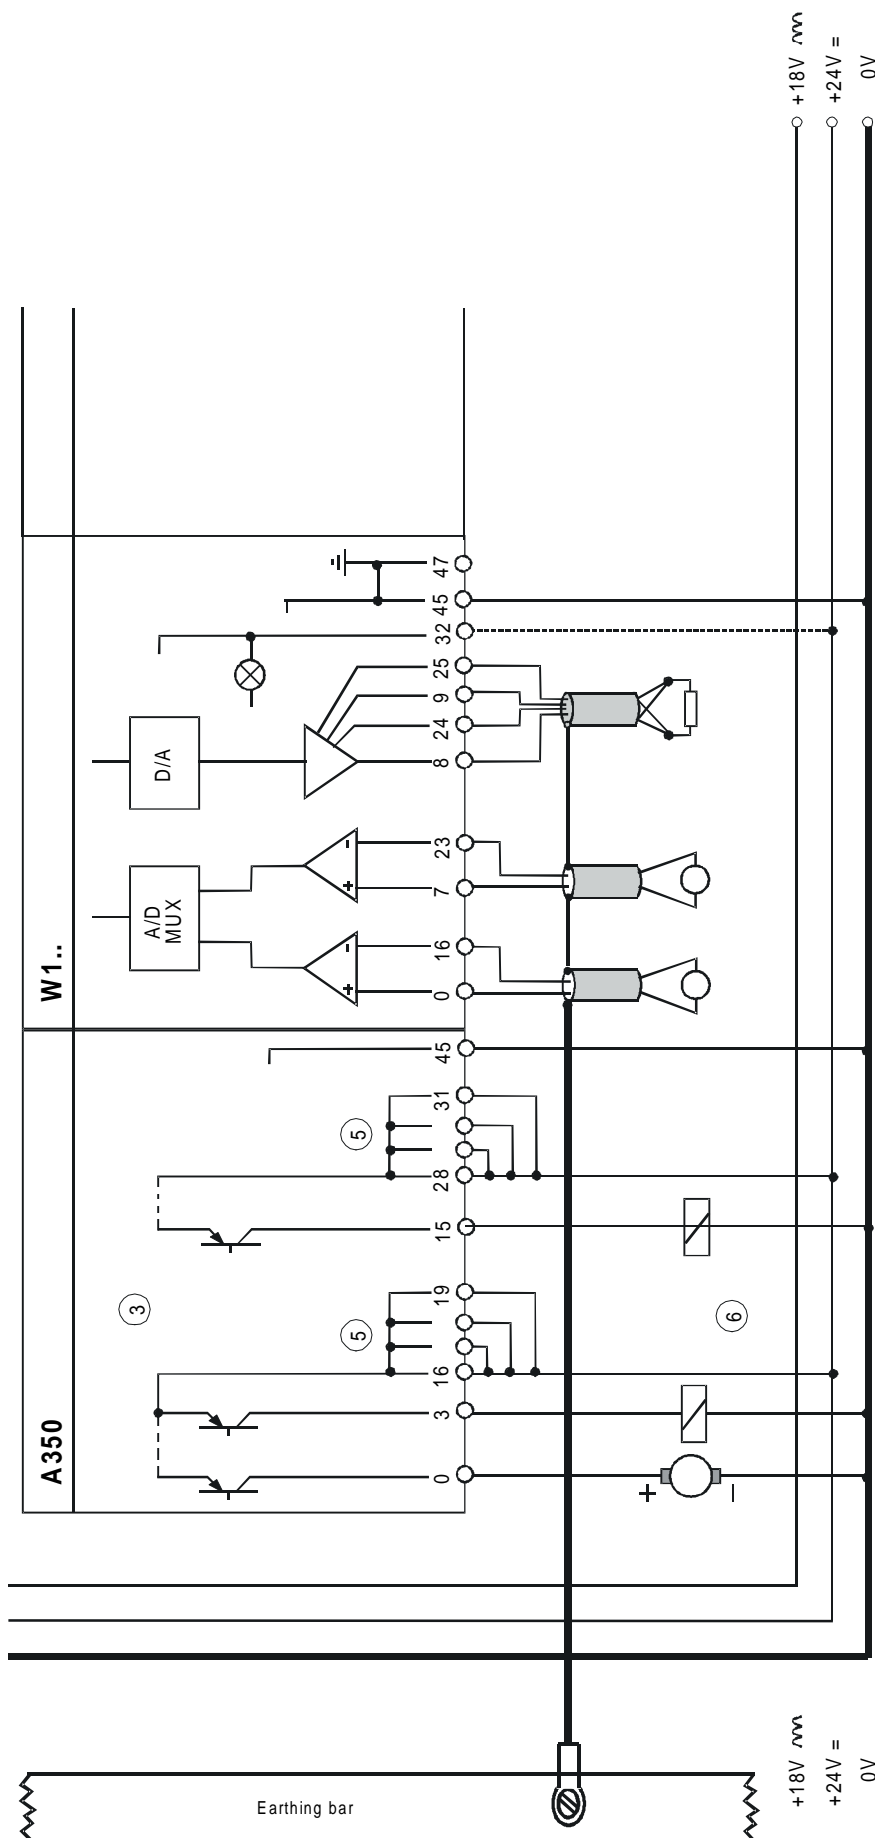 +18V
+24V =
0V
W1..
D/A
A/D
MUX
47
45
32
25
9
24
8
23
7
16
0
- +
- +
A350
45
31
28
15
19
16
3
0
5
3
5
6
+
–
Earthing bar
+18V
+24V =
0V